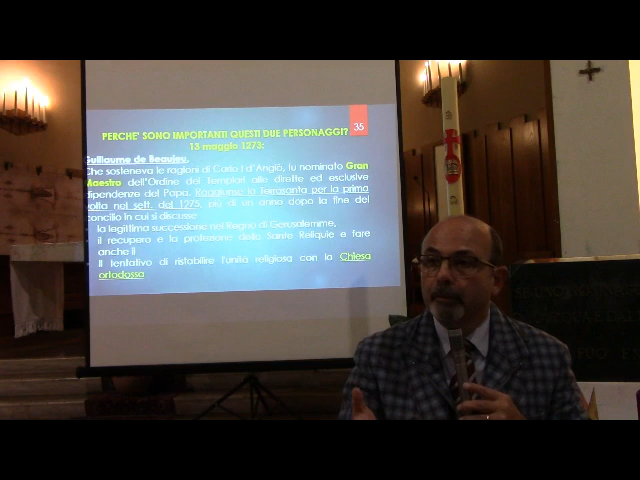 35
PERCHE' SONO IMPORTANTI QUESTI DUE PERSONAGGI?
13 maggio 1273:
Guillaume de Beaujeu,
Che sosteneva le ragioni di Carlo I d'Angiò, fu nominato Gran
Maestro dell'Ordine dei Templari alle dirette ed esclusive
dipendenze del Papa. Raggiunse la Terrasanta per la prima
volta nel sett. del 1275, più di un anno dopo la fine del
concilio in cui si discusse
la legittima successione nel Regno di Gerusalemme,
il recupero e la protezione delle Sante Reliquie e fare
anche il
il tentativo di ristabilire l'unità religiosa con la Chiesa
ortodossa
PUO